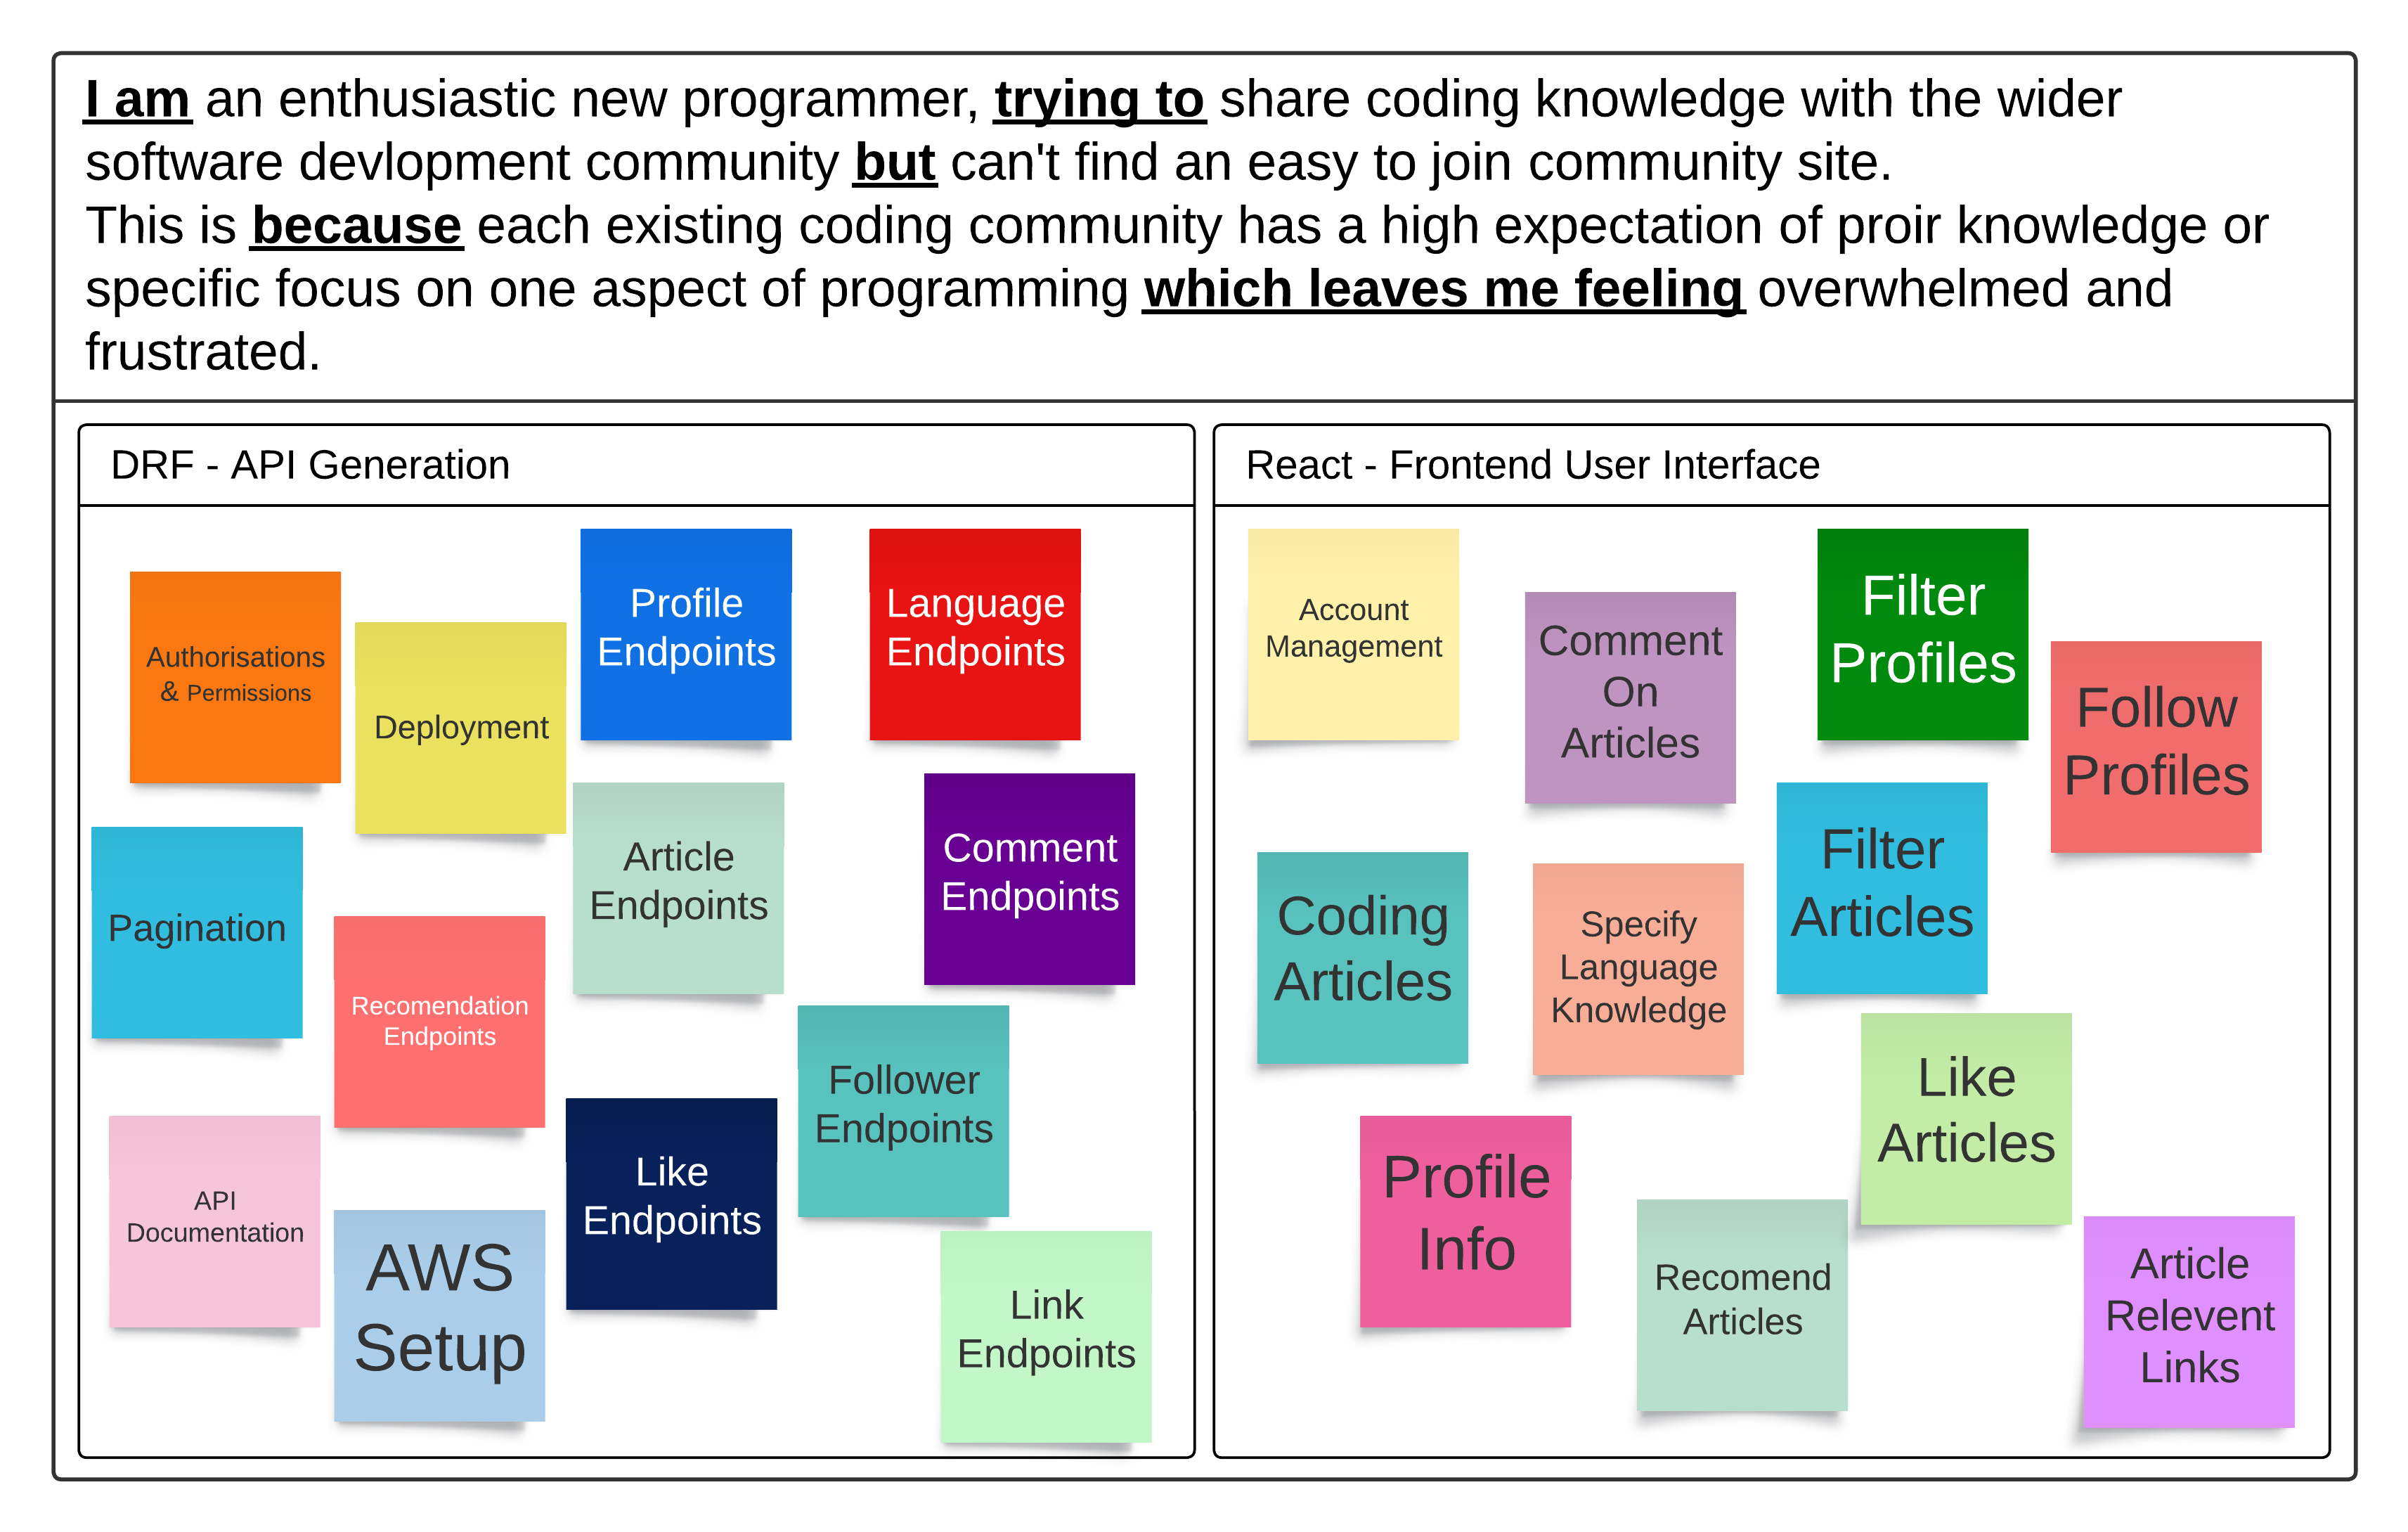 I am an enthusiastic new programmer, trying to share coding knowledge with the wider
software devlopment community but can't find an easy to join community site.
This is because each existing coding community has a high expectation of proir knowledge or
specific focus on one aspect of programming which leaves me feeling overwhelmed and
frustrated.
DRF - API Generation
Authorisations
& Permissions
Deployment
Profile
Endpoints
Language
Endpoints
Pagination
Recomendation
Endpoints
Article
Endpoints
Comment
Endpoints
API
Documentation
AWS
Setup
Like
Endpoints
Follower
Endpoints
Link
Endpoints
React - Frontend User Interface
Account
Management
Comment
On
Articles
Filter
Profiles
Follow
Profiles
Coding
Articles
Specify
Language
Knowledge
Filter
Articles
Like
Articles
Profile
Info
Recomend
Articles
Article
Relevent
Links